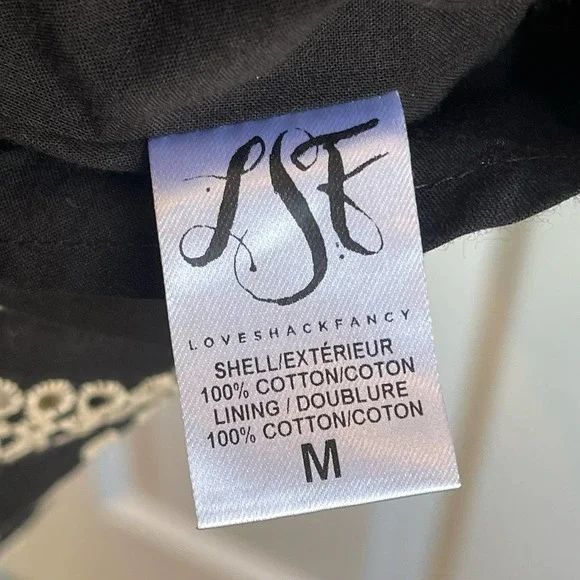 LSF
LOVESHACKFANCY
SHELL/EXTÉRIEUR
100% COTTON/COTON
LINING / DOUBLURE
100% COTTON/COTON
M